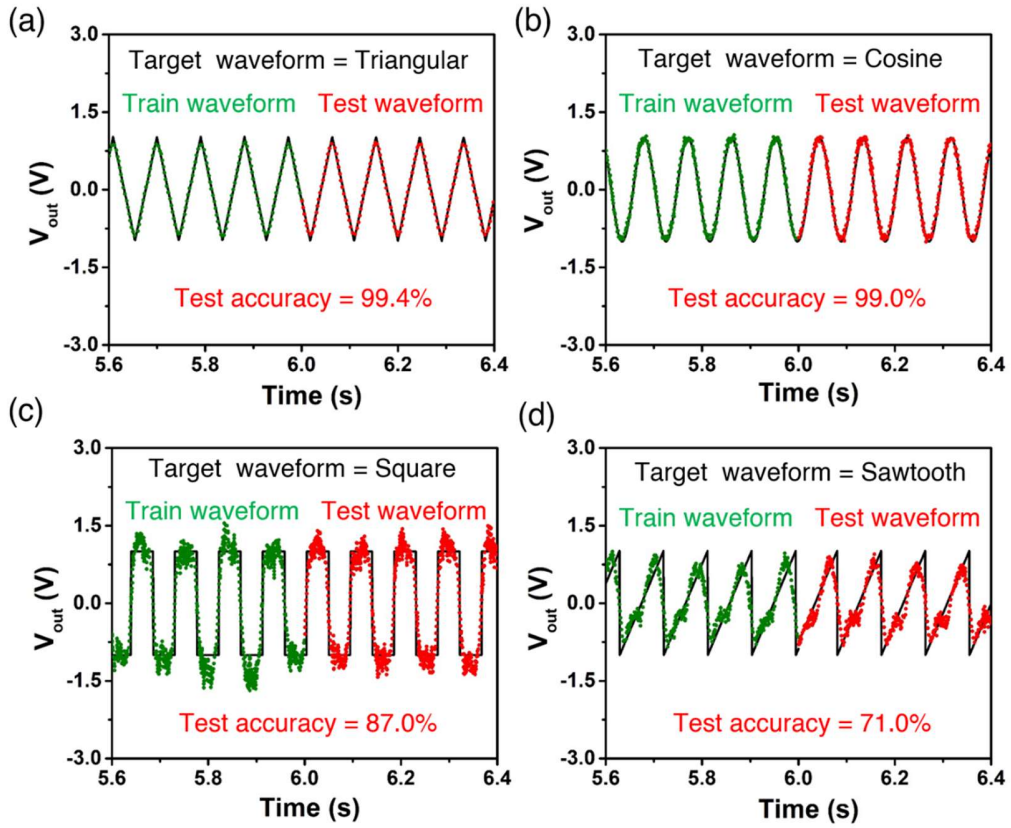 (a)
3.0
Target waveform = Triangular
Train waveform Test waveform
1.5
0.0
-1.5
-3.0
Vout (V)
Test accuracy = 99.4%
5.6 5.8 6.0 6.2 6.4
Time (s)
(b)
3.0
Target waveform = Cosine
Train waveform Test waveform
1.5
0.0
-1.5
-3.0
Vout (V)
Test accuracy = 99.0%
5.6 5.8 6.0 6.2 6.4
Time (s)
(c)
3.0
Target waveform = Square
Train waveform Test waveform
1.5
0.0
-1.5
-3.0
Vout (V)
Test accuracy = 87.0%
5.6 5.8 6.0 6.2 6.4
Time (s)
(d)
3.0
Target waveform = Sawtooth
Train waveform Test waveform
1.5
0.0
-1.5
-3.0
Vout (V)
Test accuracy = 71.0%
5.6 5.8 6.0 6.2 6.4
Time (s)